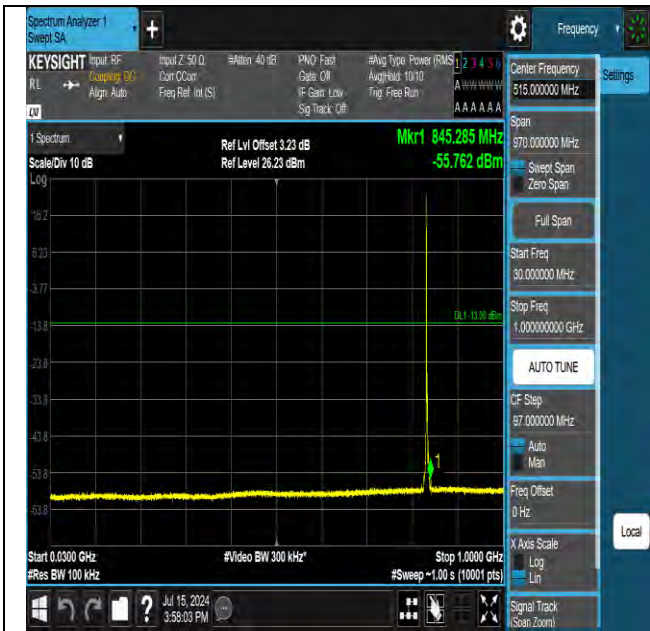 Spectrum Analyzer 1
Swept SA
+
Frequency
KEYSIGHT
Input: RF
Coupling: DC
Align: Auto
Input Z: 50 Ω
Corr CCorr
Freq Ref: Int (S)
#Atten: 40 dB
PNO: Fast
Gate: Off
IF Gain: Low
Sig Track: Off
#Avg Type: Power (RMS
Avg|Hold: 10/10
Trig: Free Run
1 2 3 4 5 6
A W W W W W
A A A A A A
RL
LXI
Center Frequency
515.000000 MHz
Settings
1 Spectrum
Scale/Div 10 dB
Log
Ref Lvl Offset 3.23 dB
Ref Level 26.23 dBm
Mkr1 845.285 MHz
-55.762 dBm
Span
970.000000 MHz
Swept Span
Zero Span
Full Span
Start Freq
30.000000 MHz
Stop Freq
1.000000000 GHz
AUTO TUNE
CF Step
97.000000 MHz
Auto
Man
Freq Offset
0 Hz
X Axis Scale
Log
Lin
Signal Track
(Span Zoom)
Local
16.2
6.23
-3.77
-13.8
-23.8
-33.8
-43.8
-53.8
-63.8
DL1 -13.00 dBm
1
Start 0.0300 GHz
#Res BW 100 kHz
#Video BW 300 kHz*
Stop 1.0000 GHz
#Sweep ~1.00 s (10001 pts)
?
Jul 15, 2024
3:58:03 PM